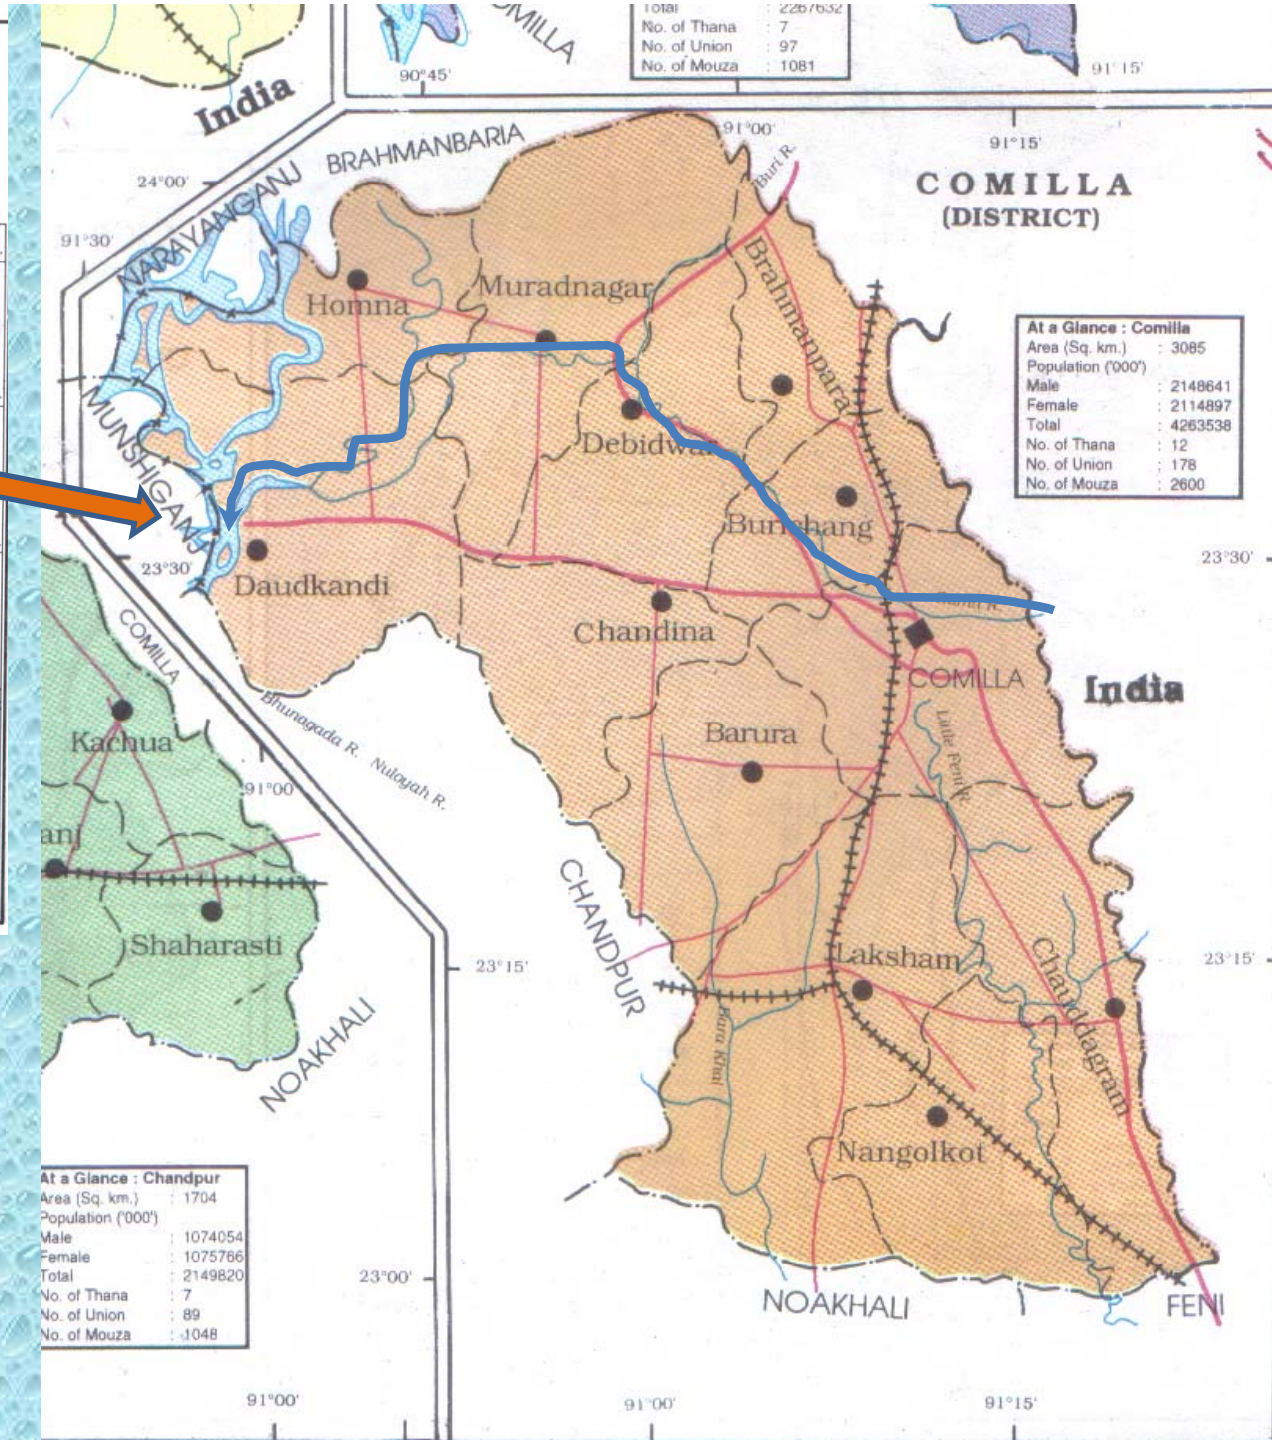 Total : 2267632
No. of Thana : 7
No. of Union : 97
No. of Mouza : 1081
COMILLA
90°45'
91°15'
India
BRAHMANBARIA
91°00'
91°15'
Buri R.
24°00'
COMILLA
(DISTRICT)
NARAYANGANJ
91°30'
Homna
Muradnagar
Brahmanpara
At a Glance : Comilla
Area (Sq. km.) : 3085
Population ('000')
Male : 2148641
Female : 2114897
Total : 4263538
No. of Thana : 12
No. of Union : 178
No. of Mouza : 2600
MUNSHIGANJ
Debidwar
Burichang
23°30'
23°30'
Daudkandi
Chandina
COMILLA
COMILLA
India
Bhunagada R. Nuloyah R.
Kachua
Barura
Little Feni R.
91°00'
anj
CHANDPUR
Shaharasti
Laksham
Chauddagram
23°15'
23°15'
NOAKHALI
Bara Khal
Nangolkot
At a Glance : Chandpur
Area (Sq. km.) : 1704
Population ('000')
Male : 1074054
Female : 1075766
Total : 2149820
No. of Thana : 7
No. of Union : 89
No. of Mouza : 1048
23°00'
NOAKHALI
FENI
91°00'
91°00'
91°15'